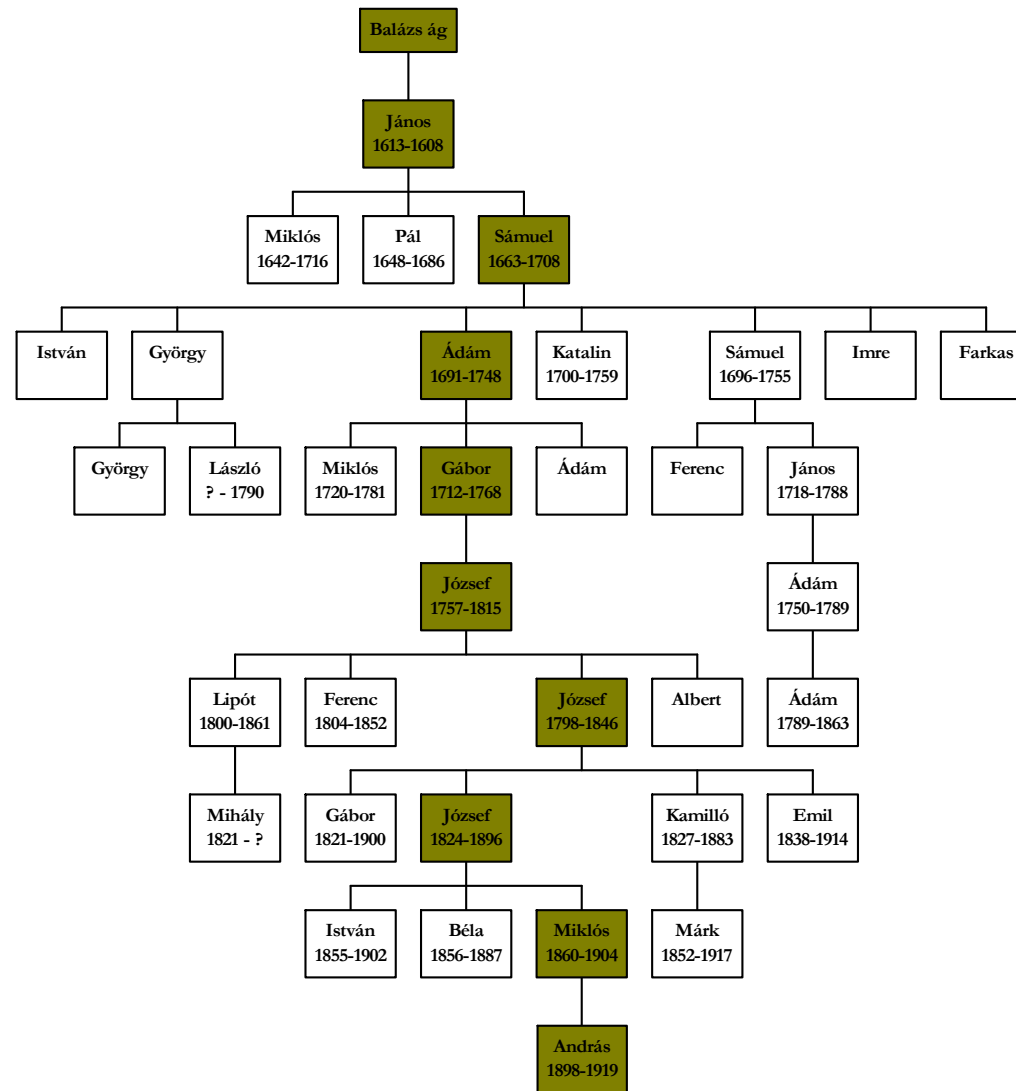 Balázs ág
János
1613-1608
Miklós
1642-1716
Pál
1648-1686
Sámuel
1663-1708
István
György
Ádám
1691-1748
Katalin
1700-1759
Sámuel
1696-1755
Imre
Farkas
György
László
? - 1790
Miklós
1720-1781
Gábor
1712-1768
Ádám
Ferenc
János
1718-1788
József
1757-1815
Ádám
1750-1789
Lipót
1800-1861
Ferenc
1804-1852
József
1798-1846
Albert
Ádám
1789-1863
Mihály
1821 - ?
Gábor
1821-1900
József
1824-1896
Kamilló
1827-1883
Emil
1838-1914
István
1855-1902
Béla
1856-1887
Miklós
1860-1904
Márk
1852-1917
András
1898-1919